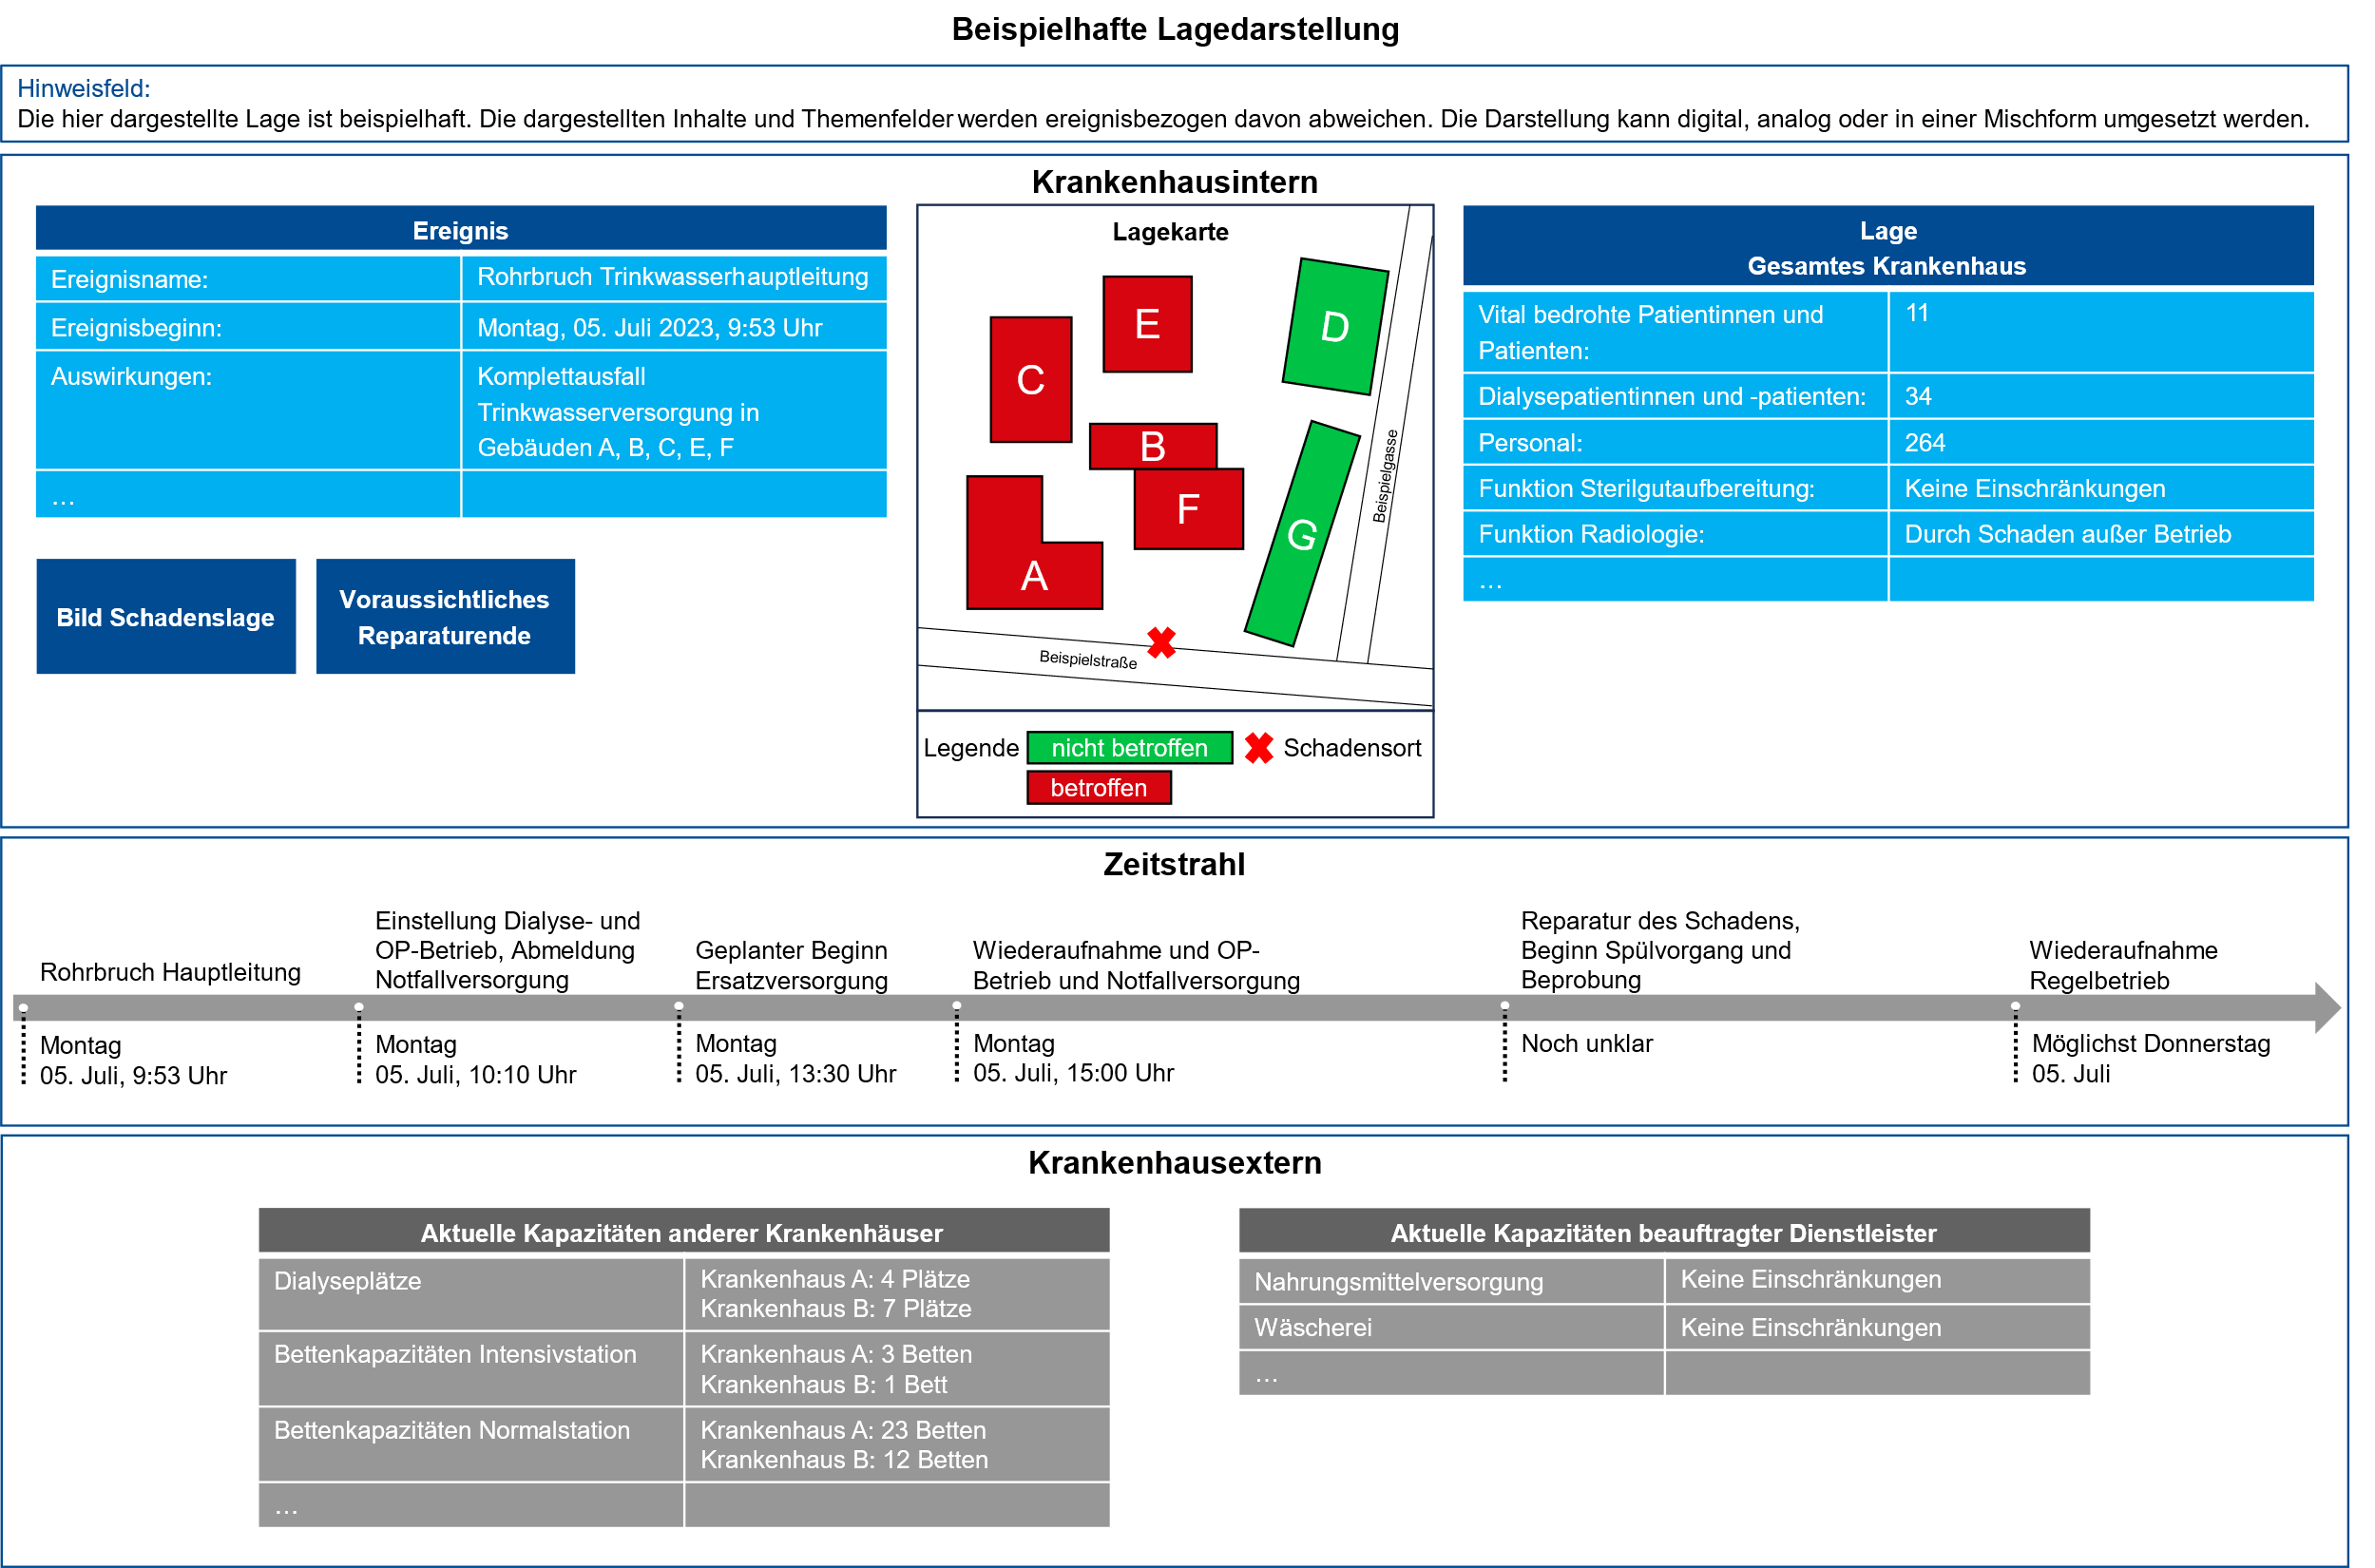 Beispielhafte Lagedarstellung
Hinweisfeld:
Die hier dargestellte Lage ist beispielhaft. Die dargestellten Inhalte und Themenfelder werden ereignisbezogen davon abweichen. Die Darstellung kann digital, analog oder in einer Mischform umgesetzt werden.
Krankenhausintern
Ereignis
Ereignisname:
Rohrbruch Trinkwasserhauptleitung
Ereignisbeginn:
Montag, 05. Juli 2023, 9:53 Uhr
Auswirkungen:
Komplettausfall
Trinkwasserversorgung in
Gebäuden A, B, C, E, F
...
Bild Schadenslage
Voraussichtliches
Reparaturende
Lagekarte
E
D
C
B
F
G
A
Beispielgasse
Beispielstraße
Legende
nicht betroffen
Schadensort
betroffen
Lage
Gesamtes Krankenhaus
Vital bedrohte Patientinnen und
Patienten:
11
Dialysepatientinnen und -patienten:
34
Personal:
264
Funktion Sterilgutaufbereitung:
Keine Einschränkungen
Funktion Radiologie:
Durch Schaden außer Betrieb
...
Zeitstrahl
Rohrbruch Hauptleitung
Montag
05. Juli, 9:53 Uhr
Einstellung Dialyse- und
OP-Betrieb, Abmeldung
Notfallversorgung
Montag
05. Juli, 10:10 Uhr
Geplanter Beginn
Ersatzversorgung
Montag
05. Juli, 13:30 Uhr
Wiederaufnahme und OP-
Betrieb und Notfallversorgung
Montag
05. Juli, 15:00 Uhr
Reparatur des Schadens,
Beginn Spülvorgang und
Beprobung
Noch unklar
Wiederaufnahme
Regelbetrieb
Möglichst Donnerstag
05. Juli
Krankenhausextern
Aktuelle Kapazitäten anderer Krankenhäuser
Dialyseplätze
Krankenhaus A: 4 Plätze
Krankenhaus B: 7 Plätze
Bettenkapazitäten Intensivstation
Krankenhaus A: 3 Betten
Krankenhaus B: 1 Bett
Bettenkapazitäten Normalstation
Krankenhaus A: 23 Betten
Krankenhaus B: 12 Betten
...
Aktuelle Kapazitäten beauftragter Dienstleister
Nahrungsmittelversorgung
Keine Einschränkungen
Wäscherei
Keine Einschränkungen
...